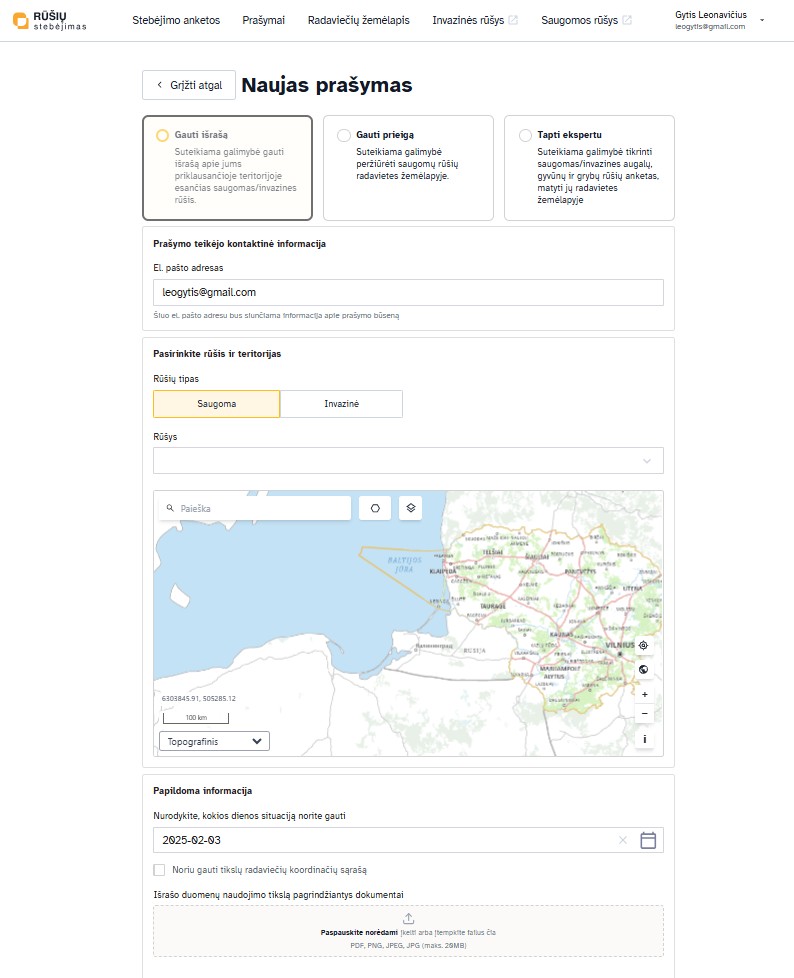 RŪŠIŲ
stebėjimas
Stebėjimo anketos
Prašymai
Radaviečių žemėlapis
Invazinės rūšys
Saugomos rūšys
Gytis Leonavičius
leogytis@gmail.com
Grįžti atgal
Naujas prašymas
Gauti išrašą
Suteikiama galimybė gauti
išrašą apie jums
priklausančioje teritorijoje
esančias saugomas/invazines
rūšis.
Gauti prieigą
Suteikiama galimybė
peržiūrėti saugomų rūšių
radavietes žemėlapyje.
Tapti ekspertu
Suteikiama galimybė tikrinti
saugomas/invazines augalų,
gyvūnų ir grybų rūšių anketas,
matyti jų radavietes
žemėlapyje
Prašymo teikėjo kontaktinė informacija
El. pašto adresas
leogytis@gmail.com
Šiuo el. pašto adresu bus siunčiama informacija apie prašymo būseną
Pasirinkite rūšis ir teritorijas
Rūšių tipas
Saugoma
Invazinė
Rūšys
Paieška
BALTIJOS
JŪRA
TELŠIAI
ŠIAULIAI
KLAIPĖDA
PANEVĖŽYS
UTENA
TAURAGĖ
KAUNAS
VILNIUS
RUSIJA
MARIJAMPOLĖ
ALYTUS
6303845.91, 505285.12
100 km
Topografinis
+
−
i
Papildoma informacija
Nurodykite, kokios dienos situaciją norite gauti
2025-02-03
Noriu gauti tikslų radaviečių koordinačių sąrašą
Išrašo duomenų naudojimo tikslą pagrindžiantys dokumentai
Paspauskite norėdami įkelti arba įtempkite failus čia
PDF, PNG, JPEG, JPG (maks. 20MB)